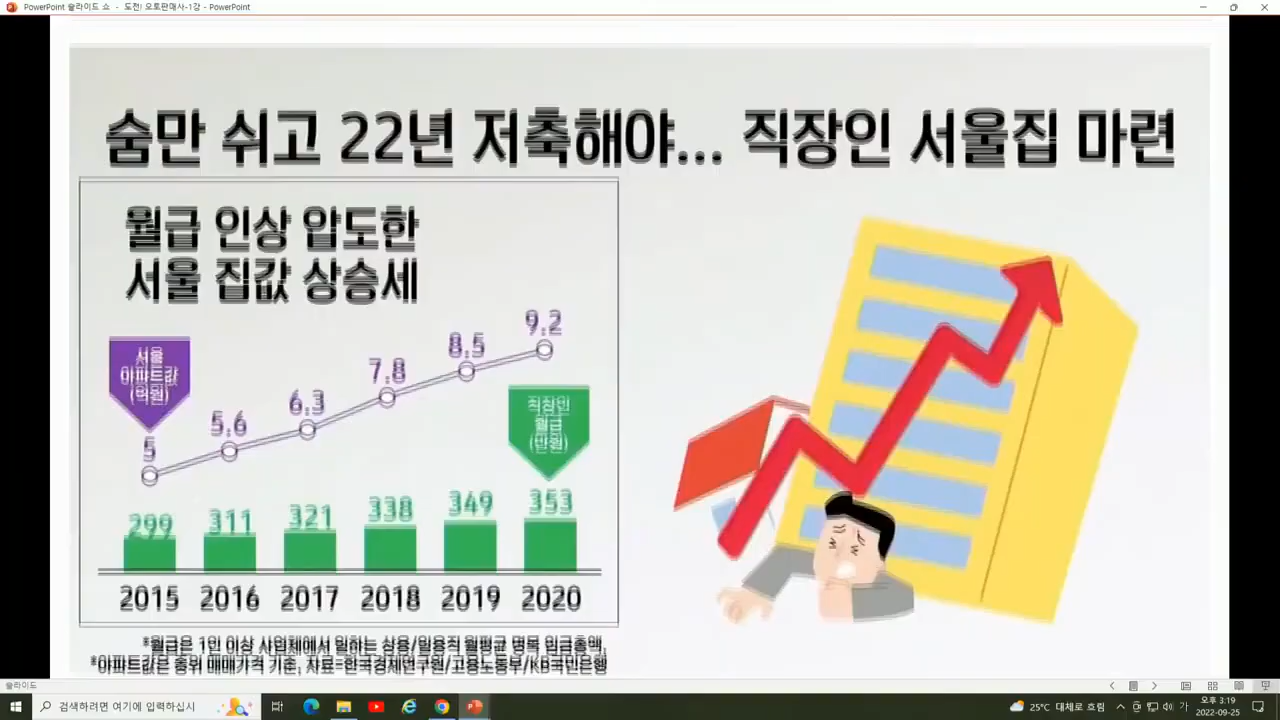 PowerPoint 슬라이드 쇼 - 도전! 오토판매사-1강 - PowerPoint
숨만 쉬고 22년 저축해야... 직장인 서울집 마련
월급 인상 압도한
서울 집값 상승세
서울
아파트값
(억원)
5
5.6
6.3
7.8
8.5
9.2
직장인
월급
(만원)
299
311
321
338
349
353
2015 2016 2017 2018 2019 2020
*월급은 1인 이상 사업체에서 일하는 상용/일용직 월평균 명목 임금총액,
*아파트값은 중위 매매가격 기준, 자료=한국경제연구원/고용노동부/KB국민은행
슬라이드
검색하려면 여기에 입력하십시
25°C 대체로 흐림
가
오후 3:19
2022-09-25